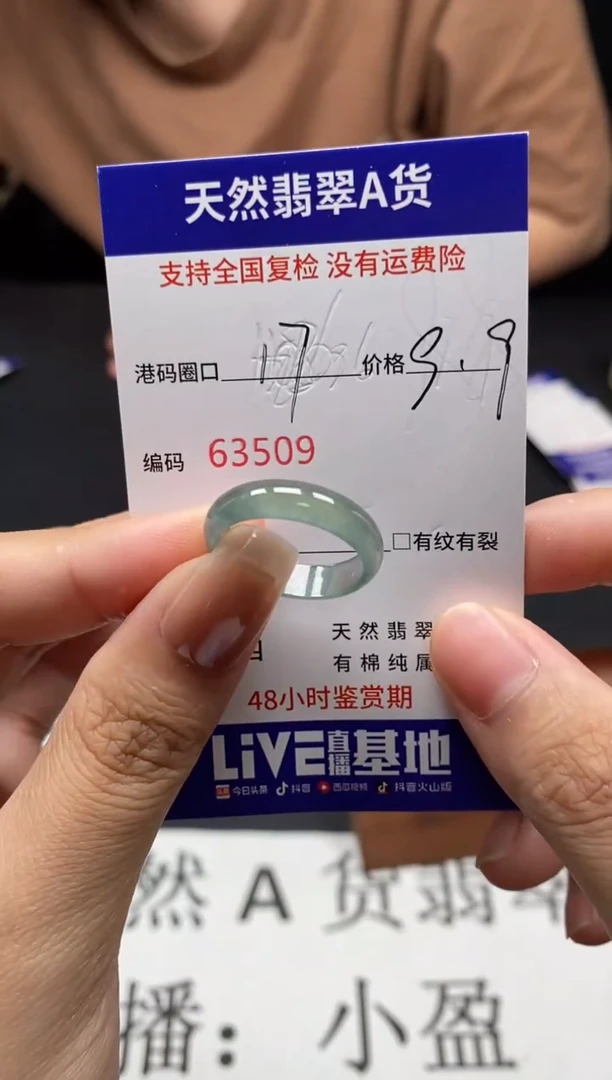 天然翡翠A货
支持全国复检 没有运费险
港码圈口 17 价格 9.9
编码 63509
□有纹有裂
天然翡翠
有棉纯属
48小时鉴赏期
LiVE直播基地
今日头条 抖音 西瓜视频 抖音火山版
然 A 货翡翠
播：小盈